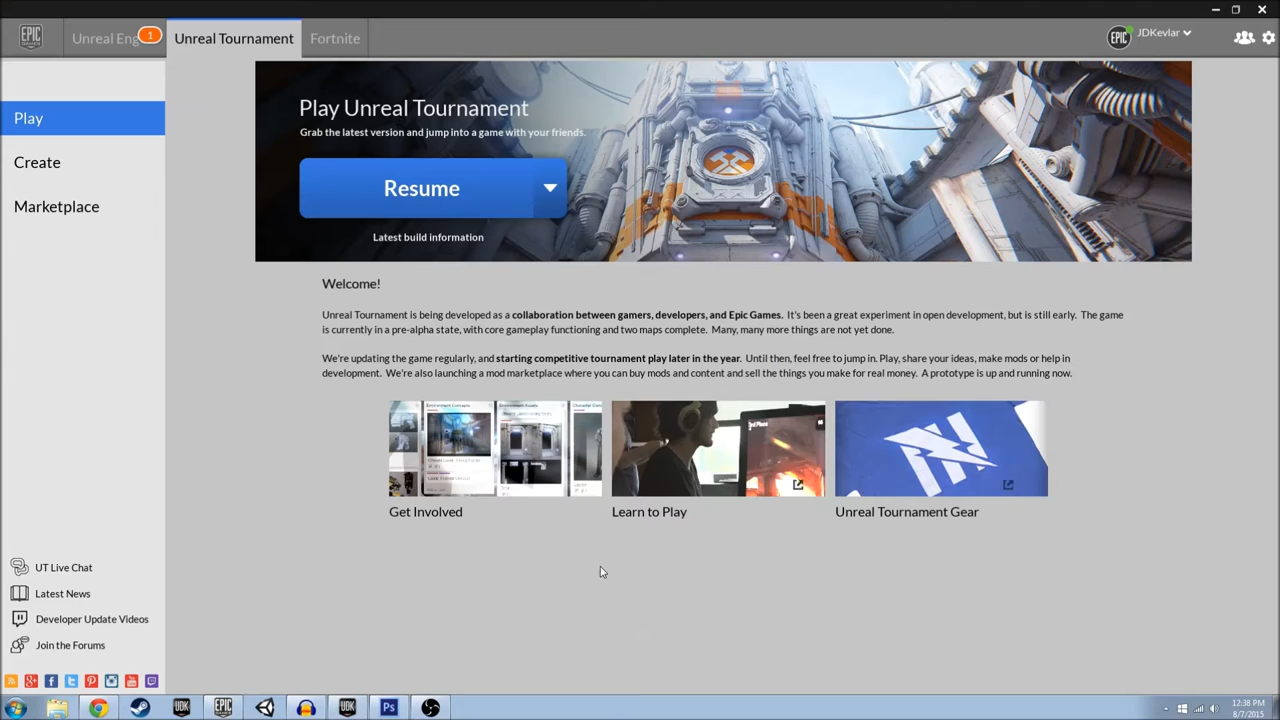 EPIC GAMES
Unreal Eng
1
Unreal Tournament
Fortnite
EPIC
JDKevlar
Play
Create
Marketplace
Play Unreal Tournament
Grab the latest version and jump into a game with your friends.
Resume
Latest build information
Welcome!
Unreal Tournament is being developed as a collaboration between gamers, developers, and Epic Games. It's been a great experiment in open development, but is still early. The game
is currently in a pre-alpha state, with core gameplay functioning and two maps complete. Many, many more things are not yet done.
We're updating the game regularly, and starting competitive tournament play later in the year. Until then, feel free to jump in. Play, share your ideas, make mods or help in
development. We're also launching a mod marketplace where you can buy mods and content and sell the things you make for real money. A prototype is up and running now.
Get Involved
Learn to Play
Unreal Tournament Gear
UT Live Chat
Latest News
Developer Update Videos
Join the Forums
UDK
EPIC
UDK
Ps
12:38 PM
8/7/2015